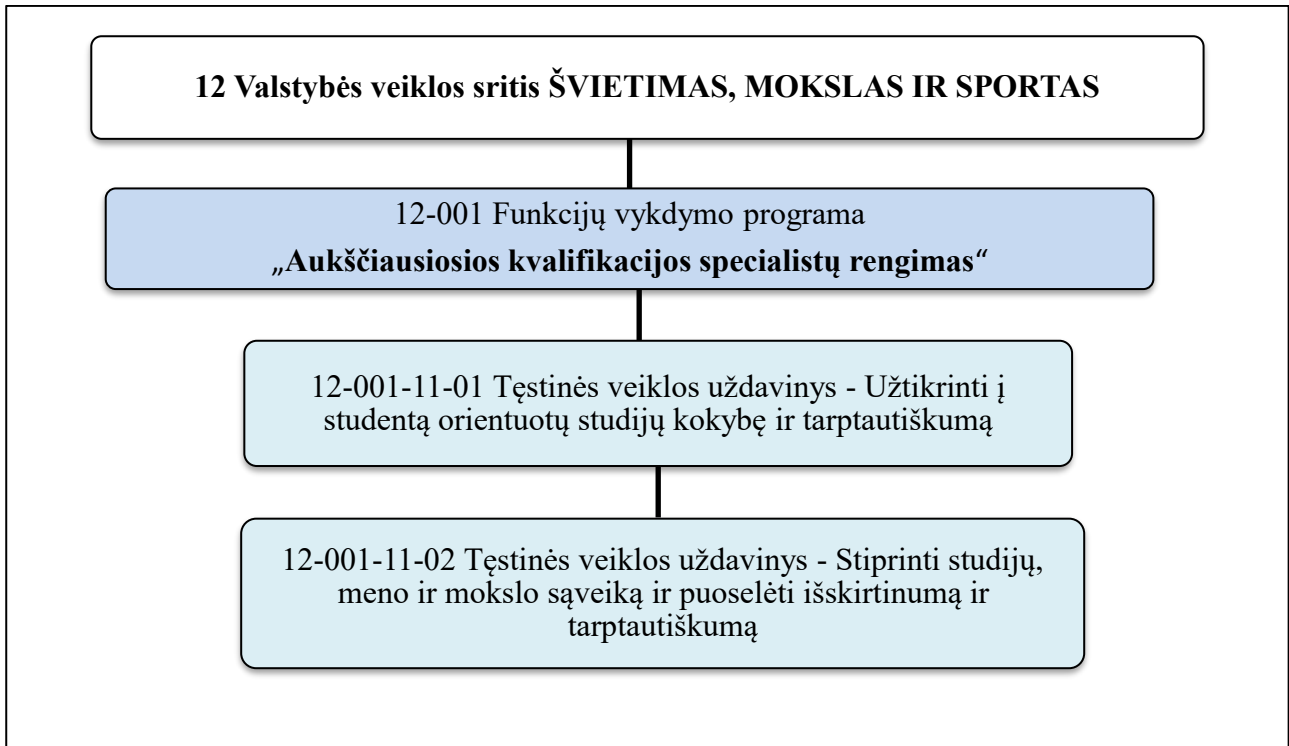 12 Valstybės veiklos sritis ŠVIETIMAS, MOKSLAS IR SPORTAS
12-001 Funkcijų vykdymo programa
„Aukščiausiosios kvalifikacijos specialistų rengimas“
12-001-11-01 Tęstinės veiklos uždavinys - Užtikrinti į
studentą orientuotų studijų kokybę ir tarptautiškumą
12-001-11-02 Tęstinės veiklos uždavinys - Stiprinti studijų,
meno ir mokslo sąveiką ir puoselėti išskirtinumą ir
tarptautiškumą